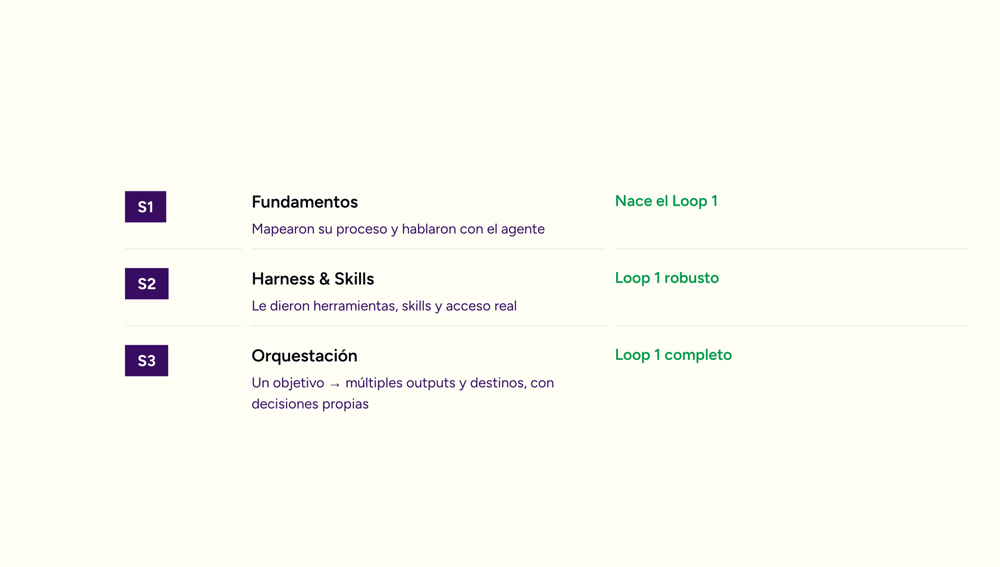 S1
Fundamentos
Nace el Loop 1
Mapearon su proceso y hablaron con el agente
S2
Harness & Skills
Loop 1 robusto
Le dieron herramientas, skills y acceso real
S3
Orquestación
Loop 1 completo
Un objetivo → múltiples outputs y destinos, con
decisiones propias